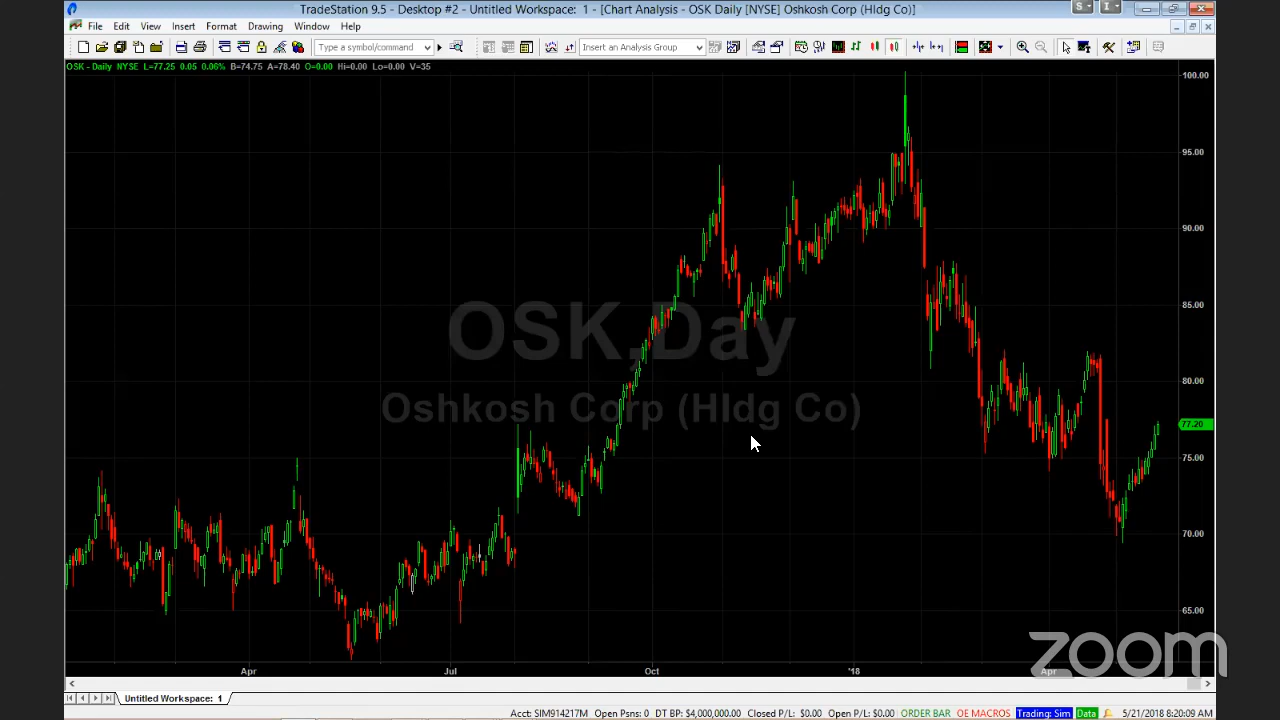 TradeStation 9.5 - Desktop #2 - Untitled Workspace: 1 - [Chart Analysis - OSK Daily [NYSE] Oshkosh Corp (Hldg Co)]
S
I
File Edit View Insert Format Drawing Window Help
Type a symbol/command
Insert an Analysis Group
OSK - Daily NYSE L=77.25 0.05 0.06% B=74.75 A=78.40 O=0.00 Hi=0.00 Lo=0.00 V=35
100.00
95.00
90.00
85.00
OSK,Day
80.00
Oshkosh Corp (Hldg Co)
77.20
75.00
70.00
65.00
zoom
Apr Jul Oct '18 Apr
Untitled Workspace: 1
Acct: SIM914217M Open Psns: 0 DT BP: $4,000,000.00 Closed P/L: $0.00 Open P/L: $0.00 ORDER BAR OE MACROS Trading: Sim Data 5/21/2018 8:20:09 AM